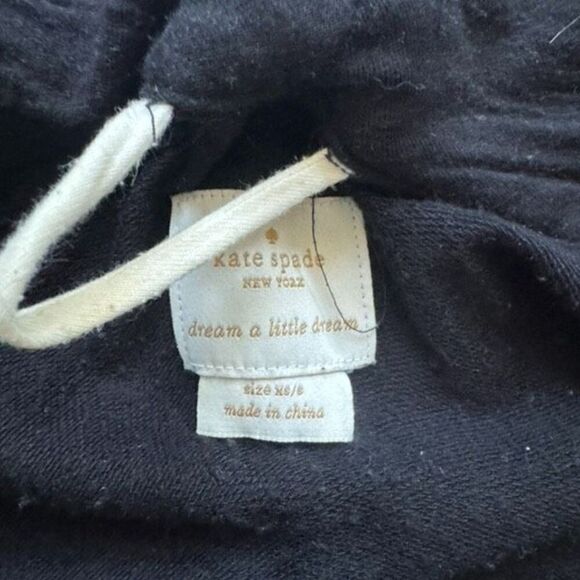 kate spade
NEW YORK
dream a little dream
size xs/s
made in china